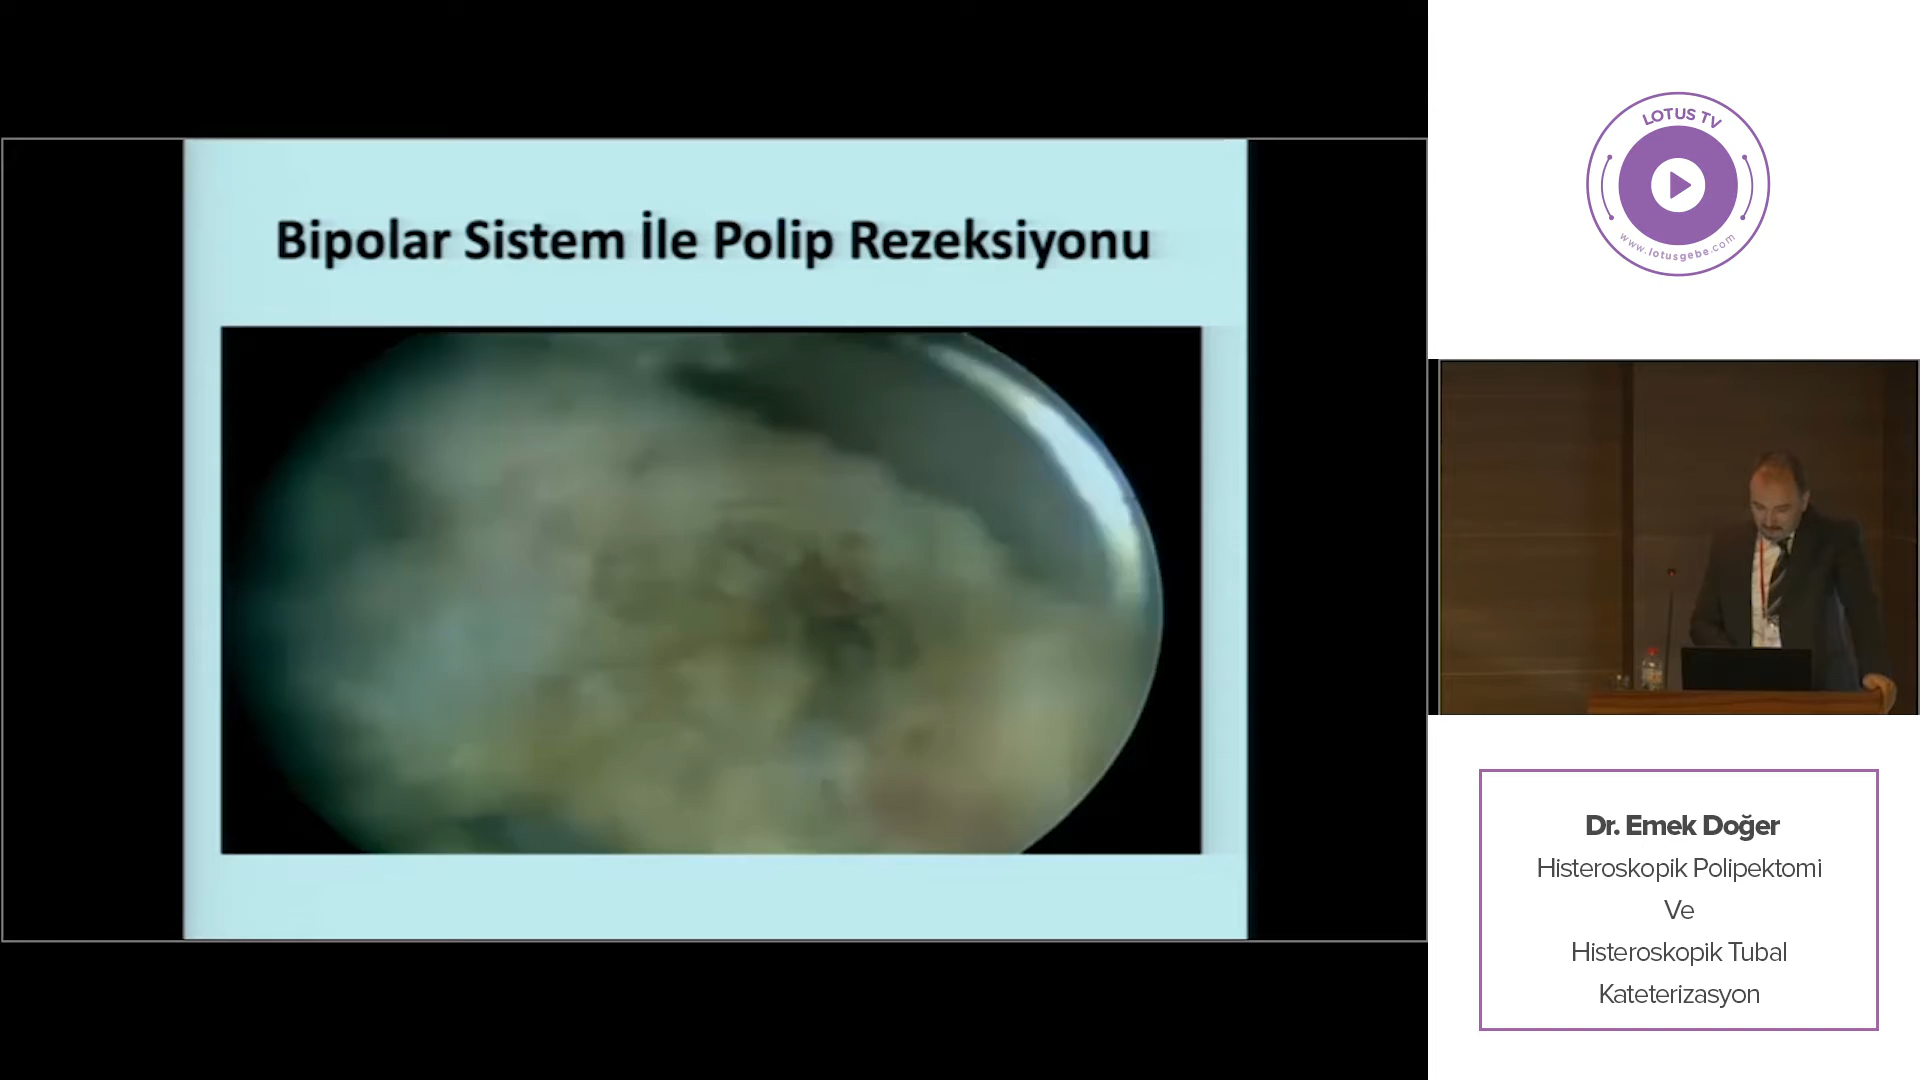 Bipolar Sistem İle Polip Rezeksiyonu
LOTUS TV
www.lotusgebe.com
Dr. Emek Doğer
Histeroskopik Polipektomi
Ve
Histeroskopik Tubal
Kateterizasyon